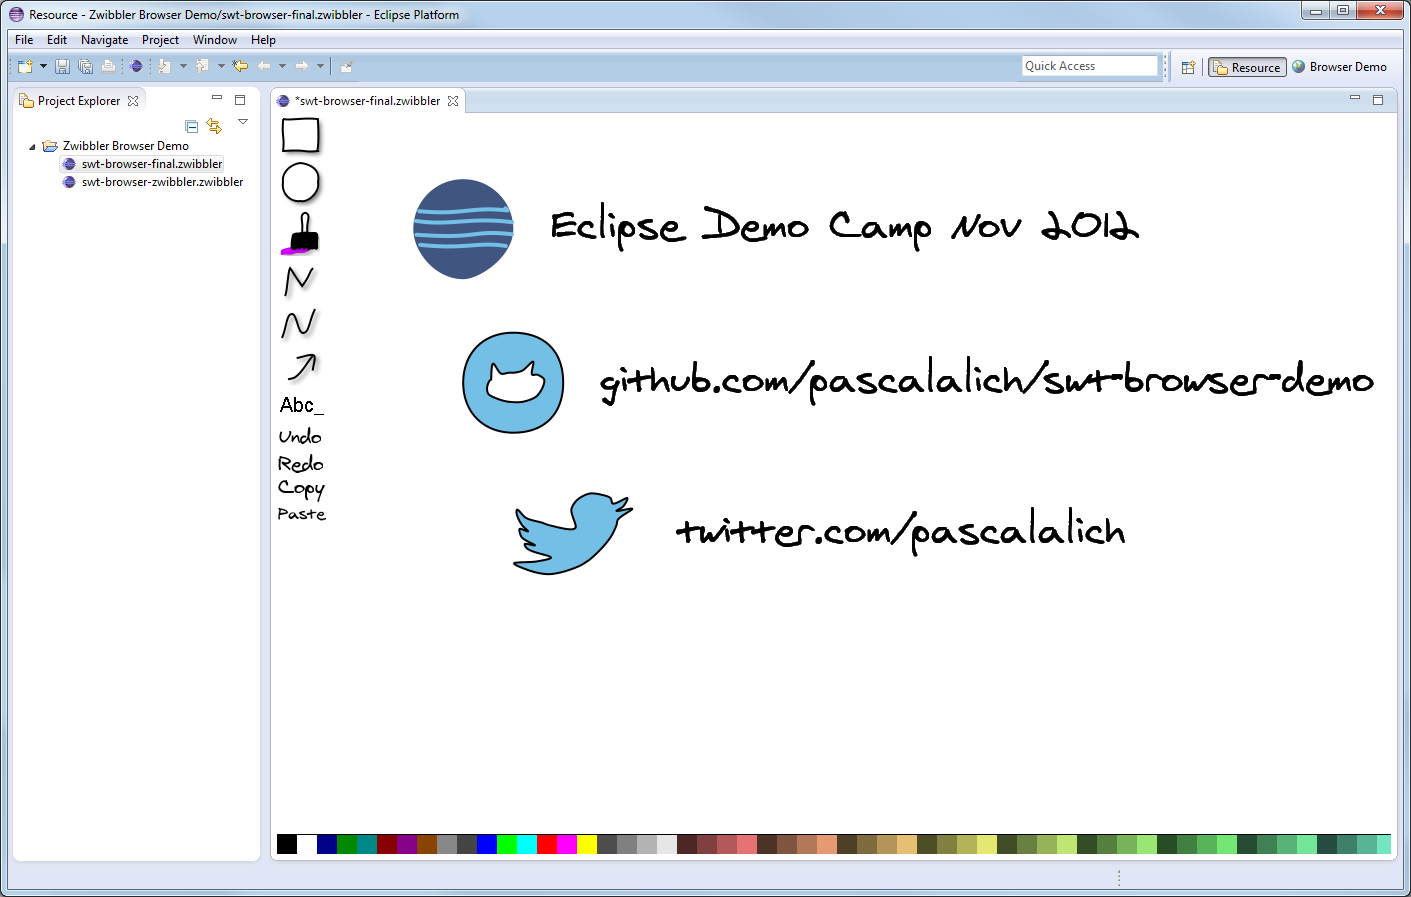 Resource - Zwibbler Browser Demo/swt-browser-final.zwibbler - Eclipse Platform
File Edit Navigate Project Window Help
Quick Access
Resource
Browser Demo
Project Explorer
Zwibbler Browser Demo
swt-browser-final.zwibbler
swt-browser-zwibbler.zwibbler
*swt-browser-final.zwibbler
Abc_
Undo
Redo
Copy
Paste
Eclipse Demo Camp Nov 2012
github.com/pascalalich/swt-browser-demo
twitter.com/pascalalich